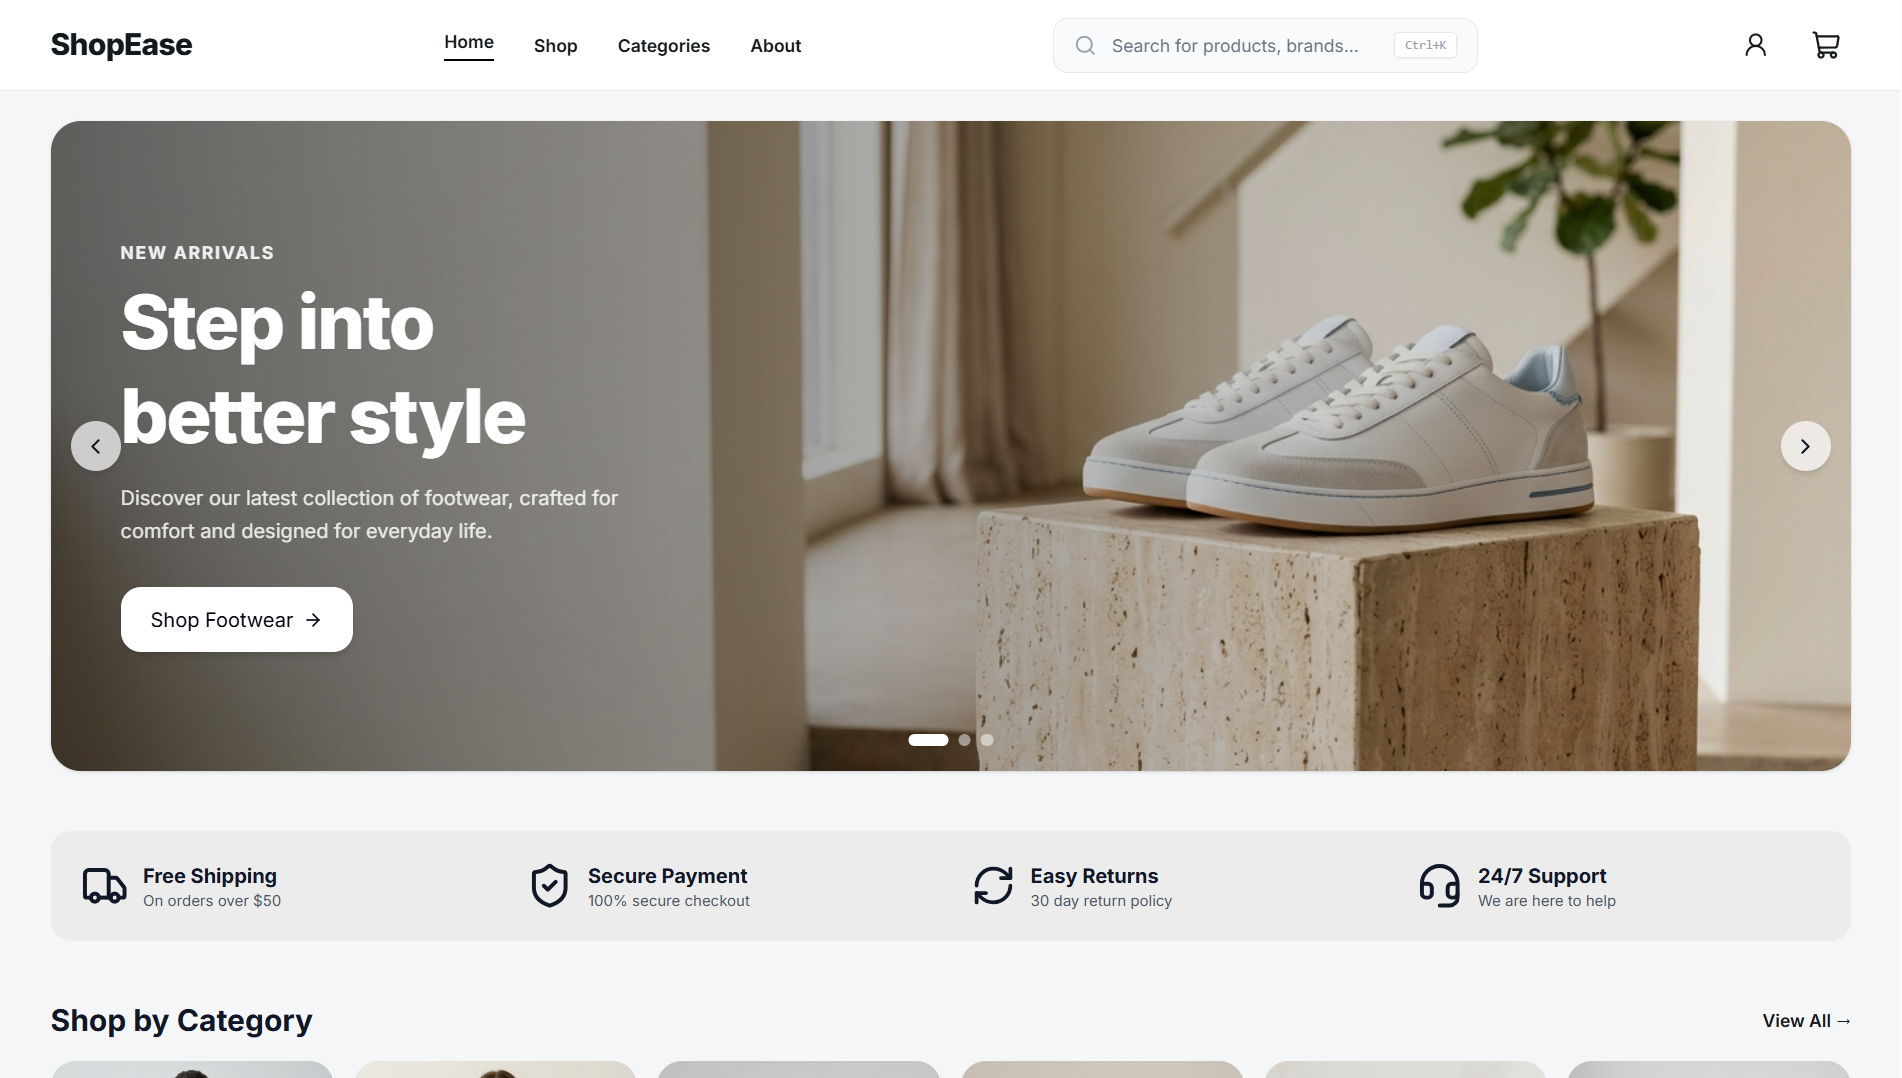 ShopEase
Home
Shop
Categories
About
Search for products, brands...
Ctrl+K
NEW ARRIVALS
Step into
better style
Discover our latest collection of footwear, crafted for
comfort and designed for everyday life.
Shop Footwear →
Free Shipping
On orders over $50
Secure Payment
100% secure checkout
Easy Returns
30 day return policy
24/7 Support
We are here to help
Shop by Category
View All →